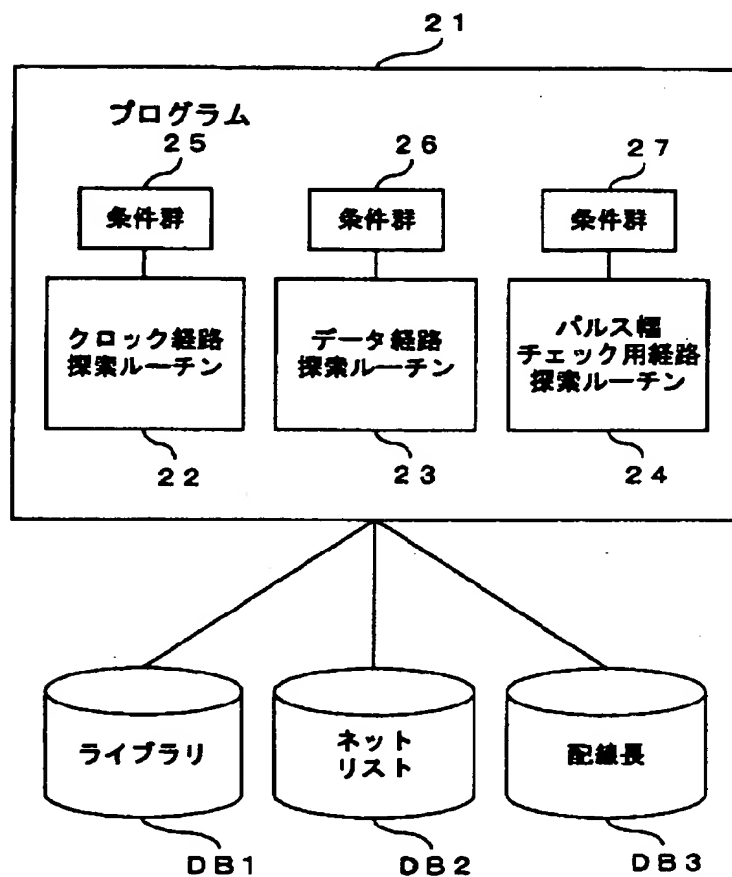 21
プログラム
25
26
27
条件群
条件群
条件群
クロック経路
探索ルーチン
データ経路
探索ルーチン
パルス幅
チェック用経路
探索ルーチン
22
23
24
ライブラリ
ネット
リスト
配線長
DB1
DB2
DB3